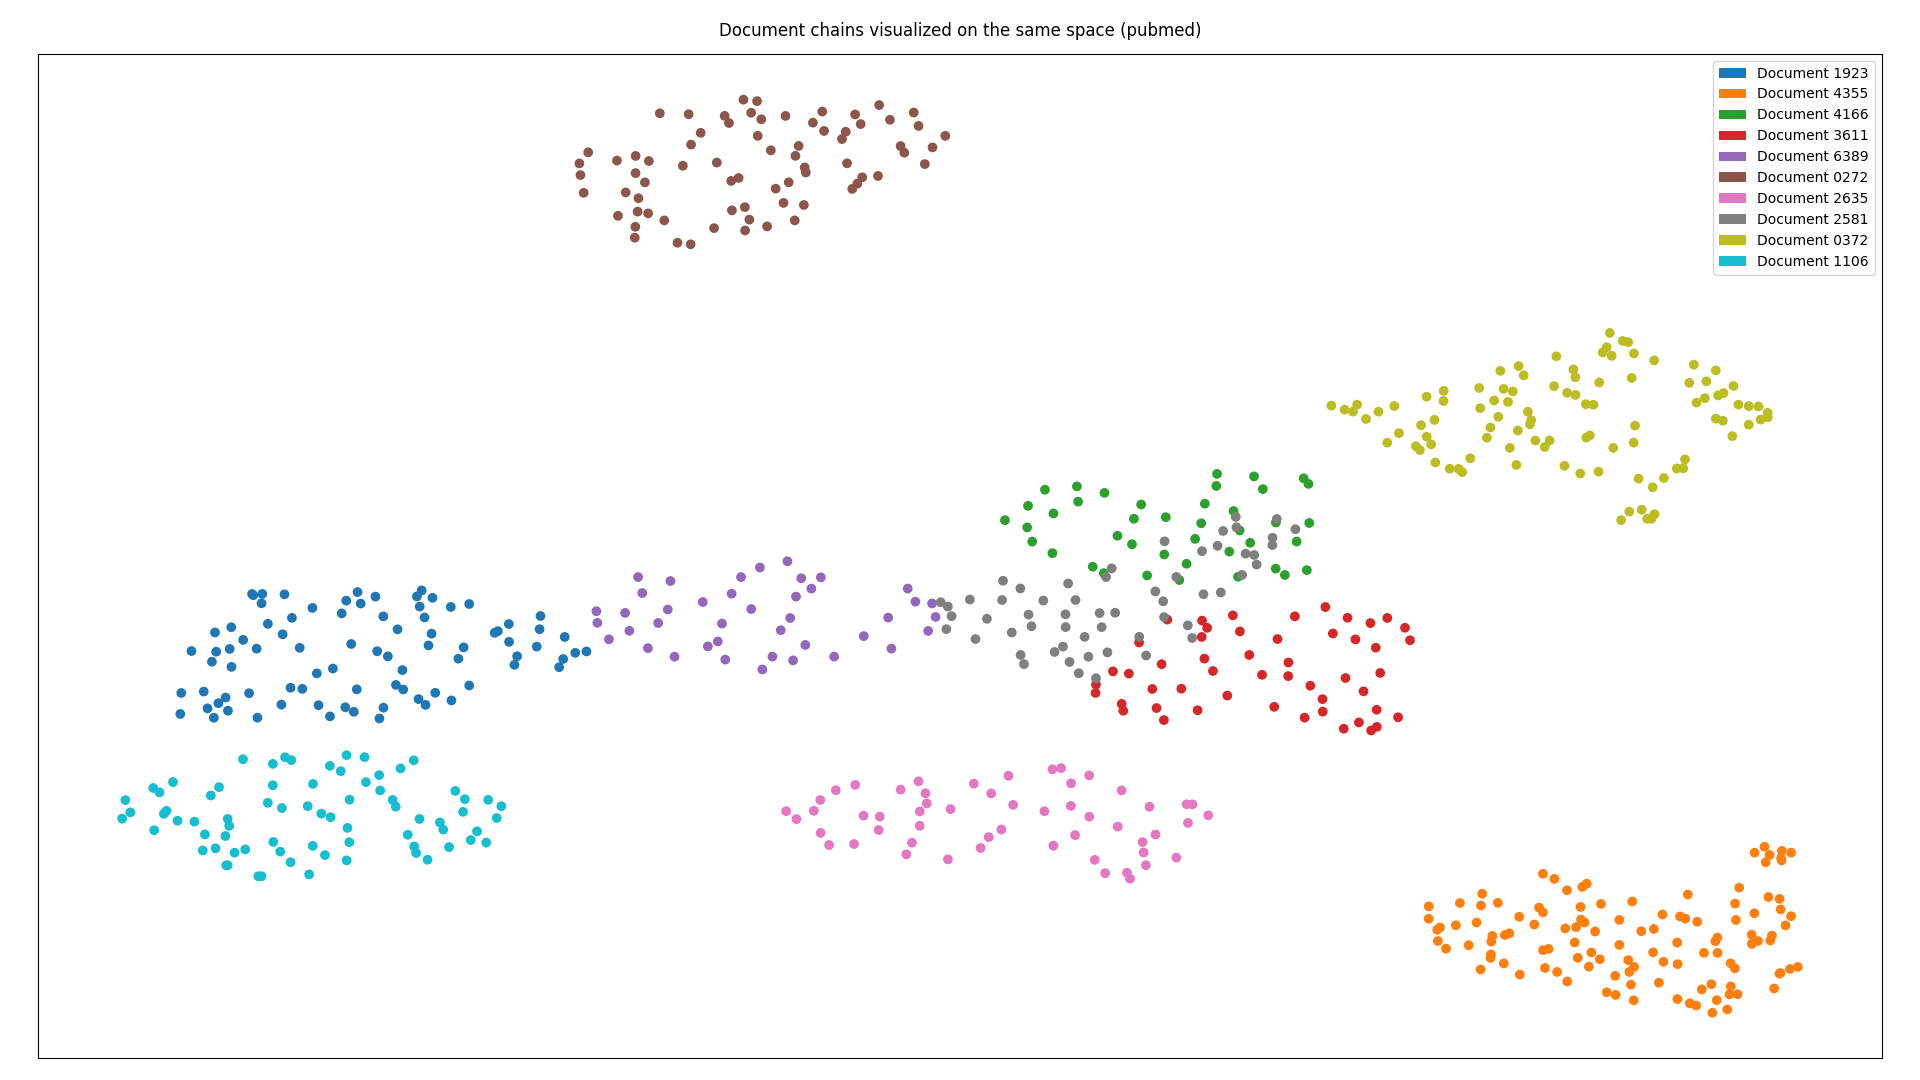 Document chains visualized on the same space (pubmed)
Document 1923
Document 4355
Document 4166
Document 3611
Document 6389
Document 0272
Document 2635
Document 2581
Document 0372
Document 1106